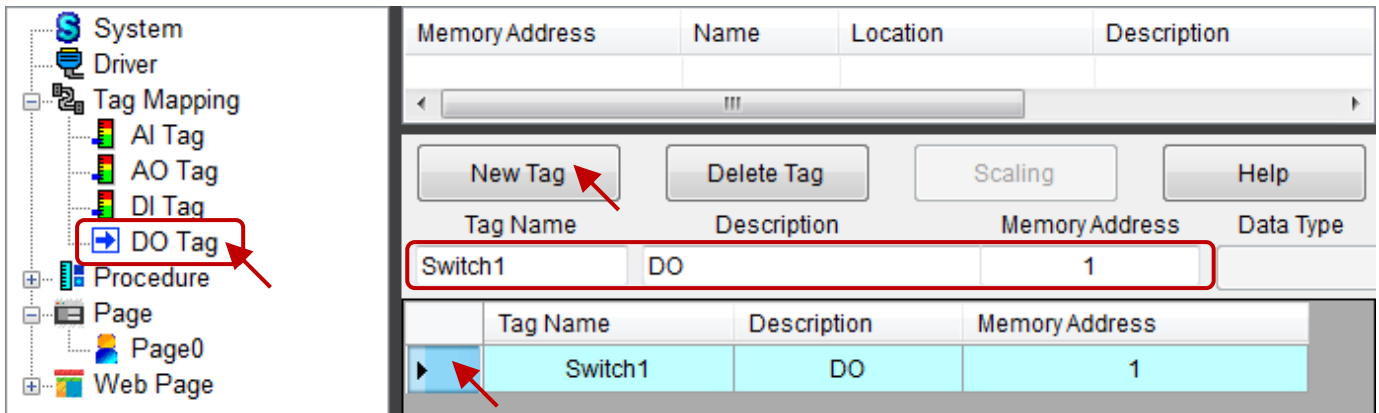 System
Driver
Tag Mapping
AI Tag
AO Tag
DI Tag
DO Tag
Procedure
Page
Page0
Web Page
Memory Address Name Location Description
New Tag Delete Tag Scaling Help
Tag Name Description Memory Address Data Type
Switch1 DO 1
Tag Name Description Memory Address
Switch1 DO 1